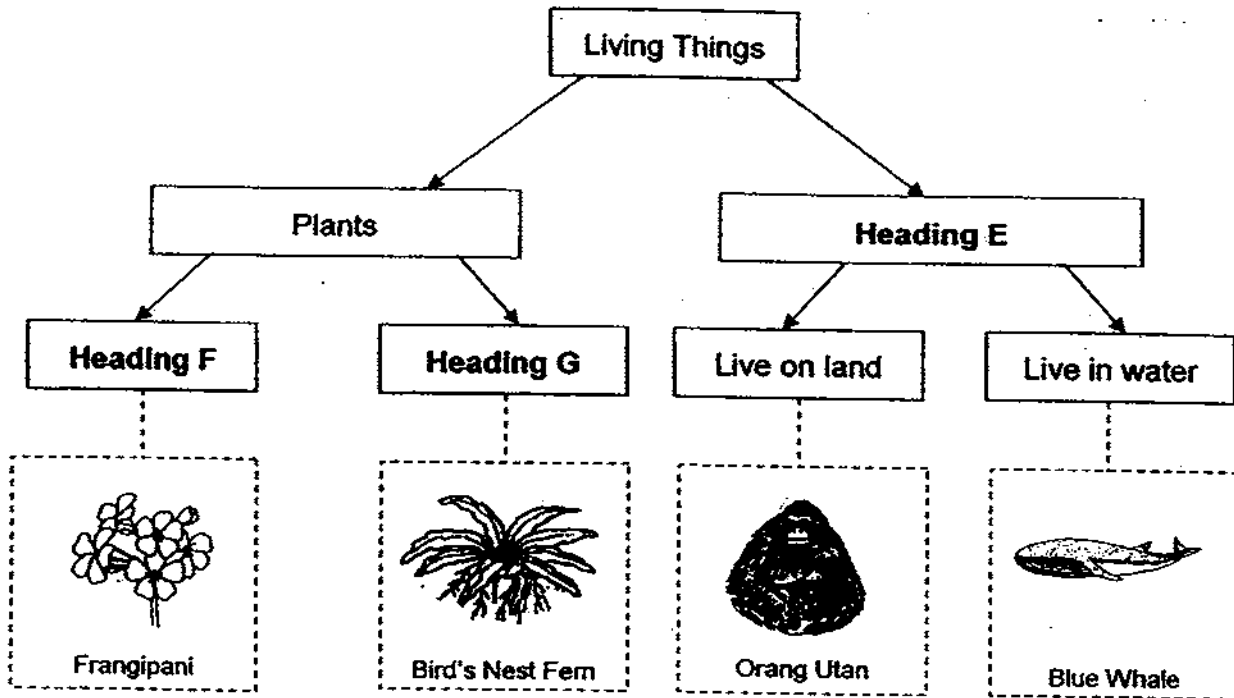 Living Things
Plants
Heading E
Heading F
Heading G
Live on land
Live in water
Frangipani
Bird's Nest Fern
Orang Utan
Blue Whale